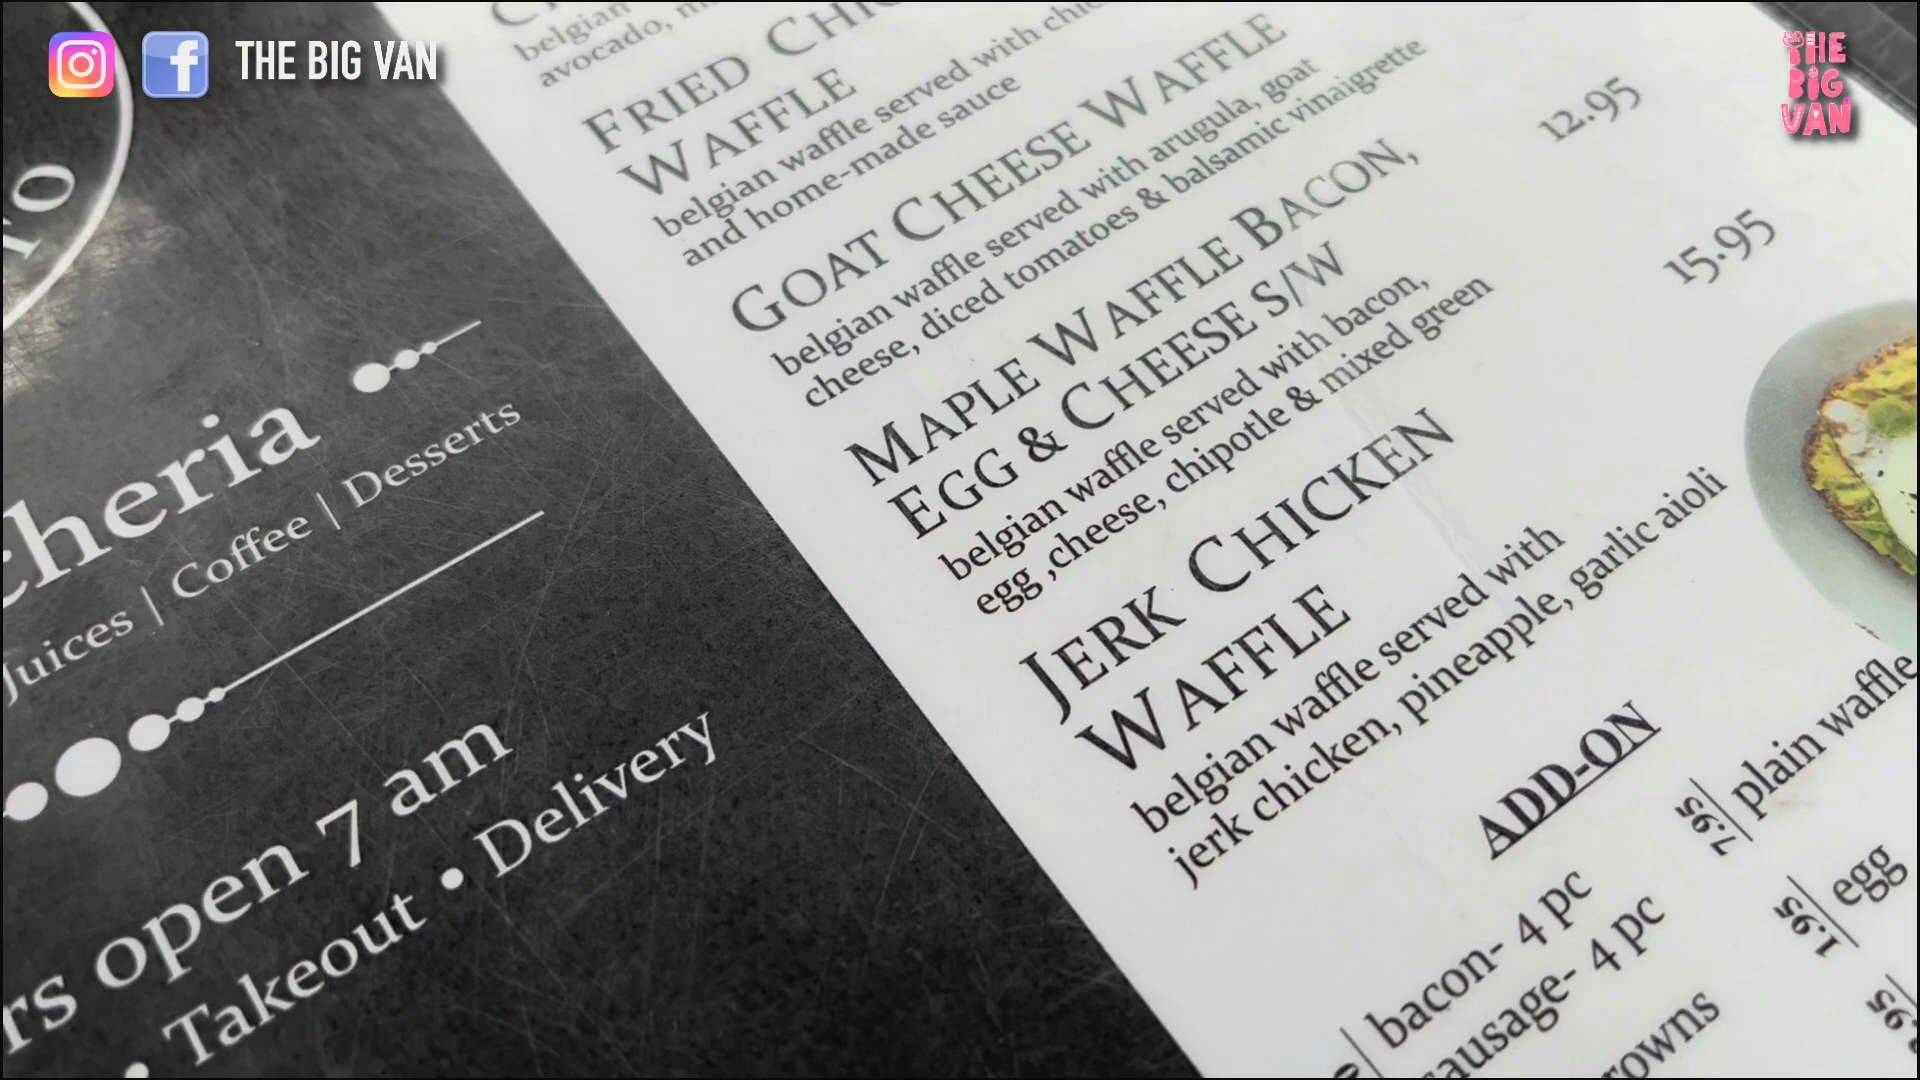 THE BIG VAN
THE
BIG
VAN
TO
Juices | Coffee | Desserts
open 7 am
• Takeout • Delivery
belgian
avocado,
FRIED
WAFFLE
belgian waffle served with
and home-made sauce
GOAT CHEESE WAFFLE
belgian waffle served with arugula, goat
cheese, diced tomatoes & balsamic vinaigrette
12.95
MAPLE WAFFLE BACON,
EGG & CHEESE S/W
15.95
belgian waffle served with bacon,
egg ,cheese, chipotle & mixed green
JERK CHICKEN
WAFFLE
belgian waffle served with
jerk chicken, pineapple, garlic aioli
ADD-ON
bacon- 4 pc
7.95 | plain waffle
sausage- 4 pc
1.95 | egg